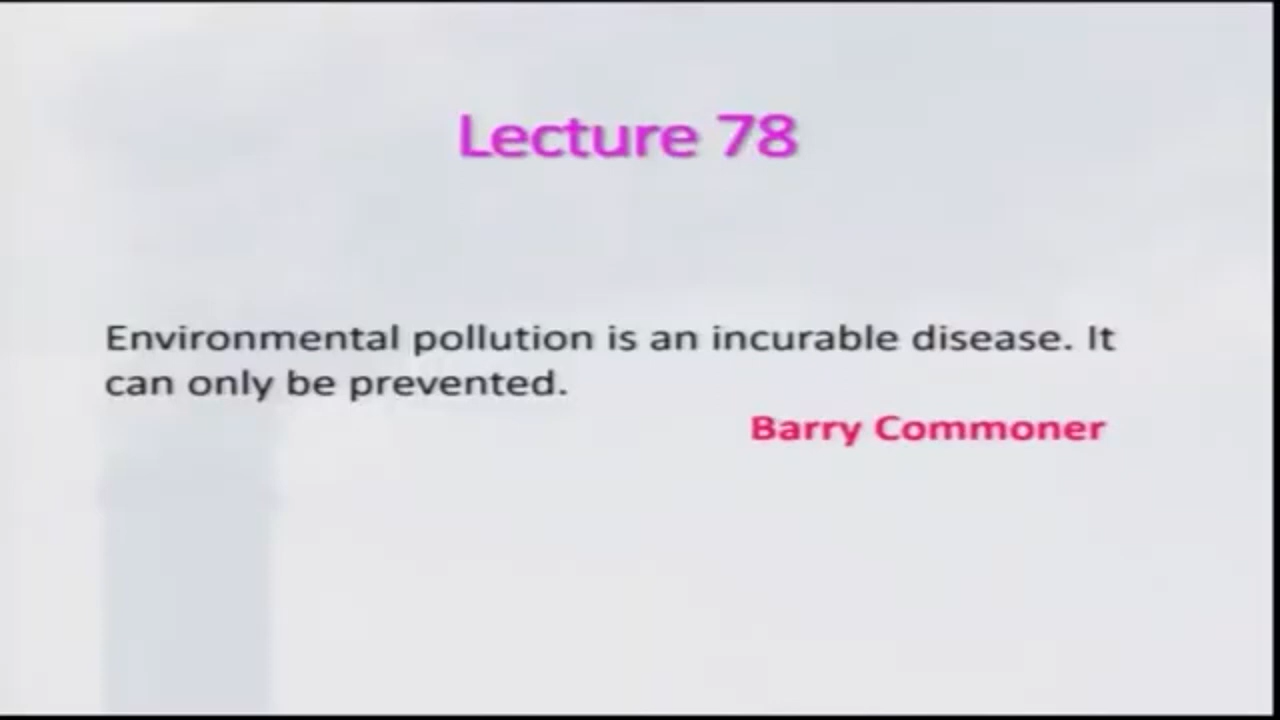 Lecture 78
Environmental pollution is an incurable disease. It
can only be prevented.
Barry Commoner